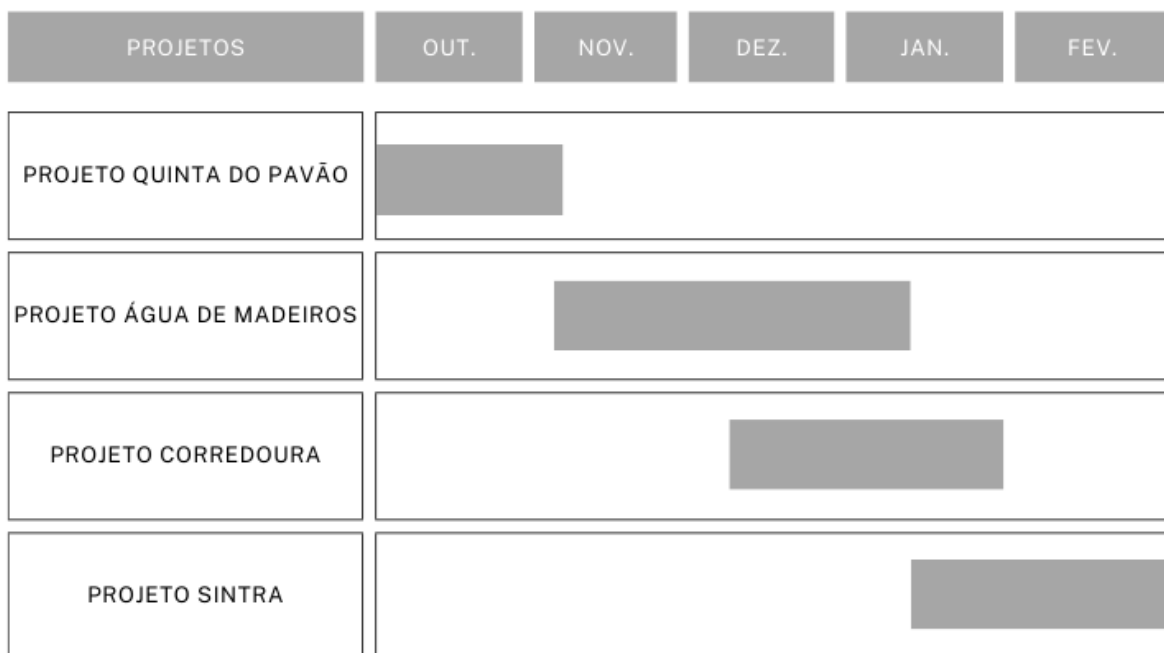 PROJETOS
OUT.
NOV.
DEZ.
JAN.
FEV.
PROJETO QUINTA DO PAVÃO
PROJETO ÁGUA DE MADEIROS
PROJETO CORREDOURA
PROJETO SINTRA